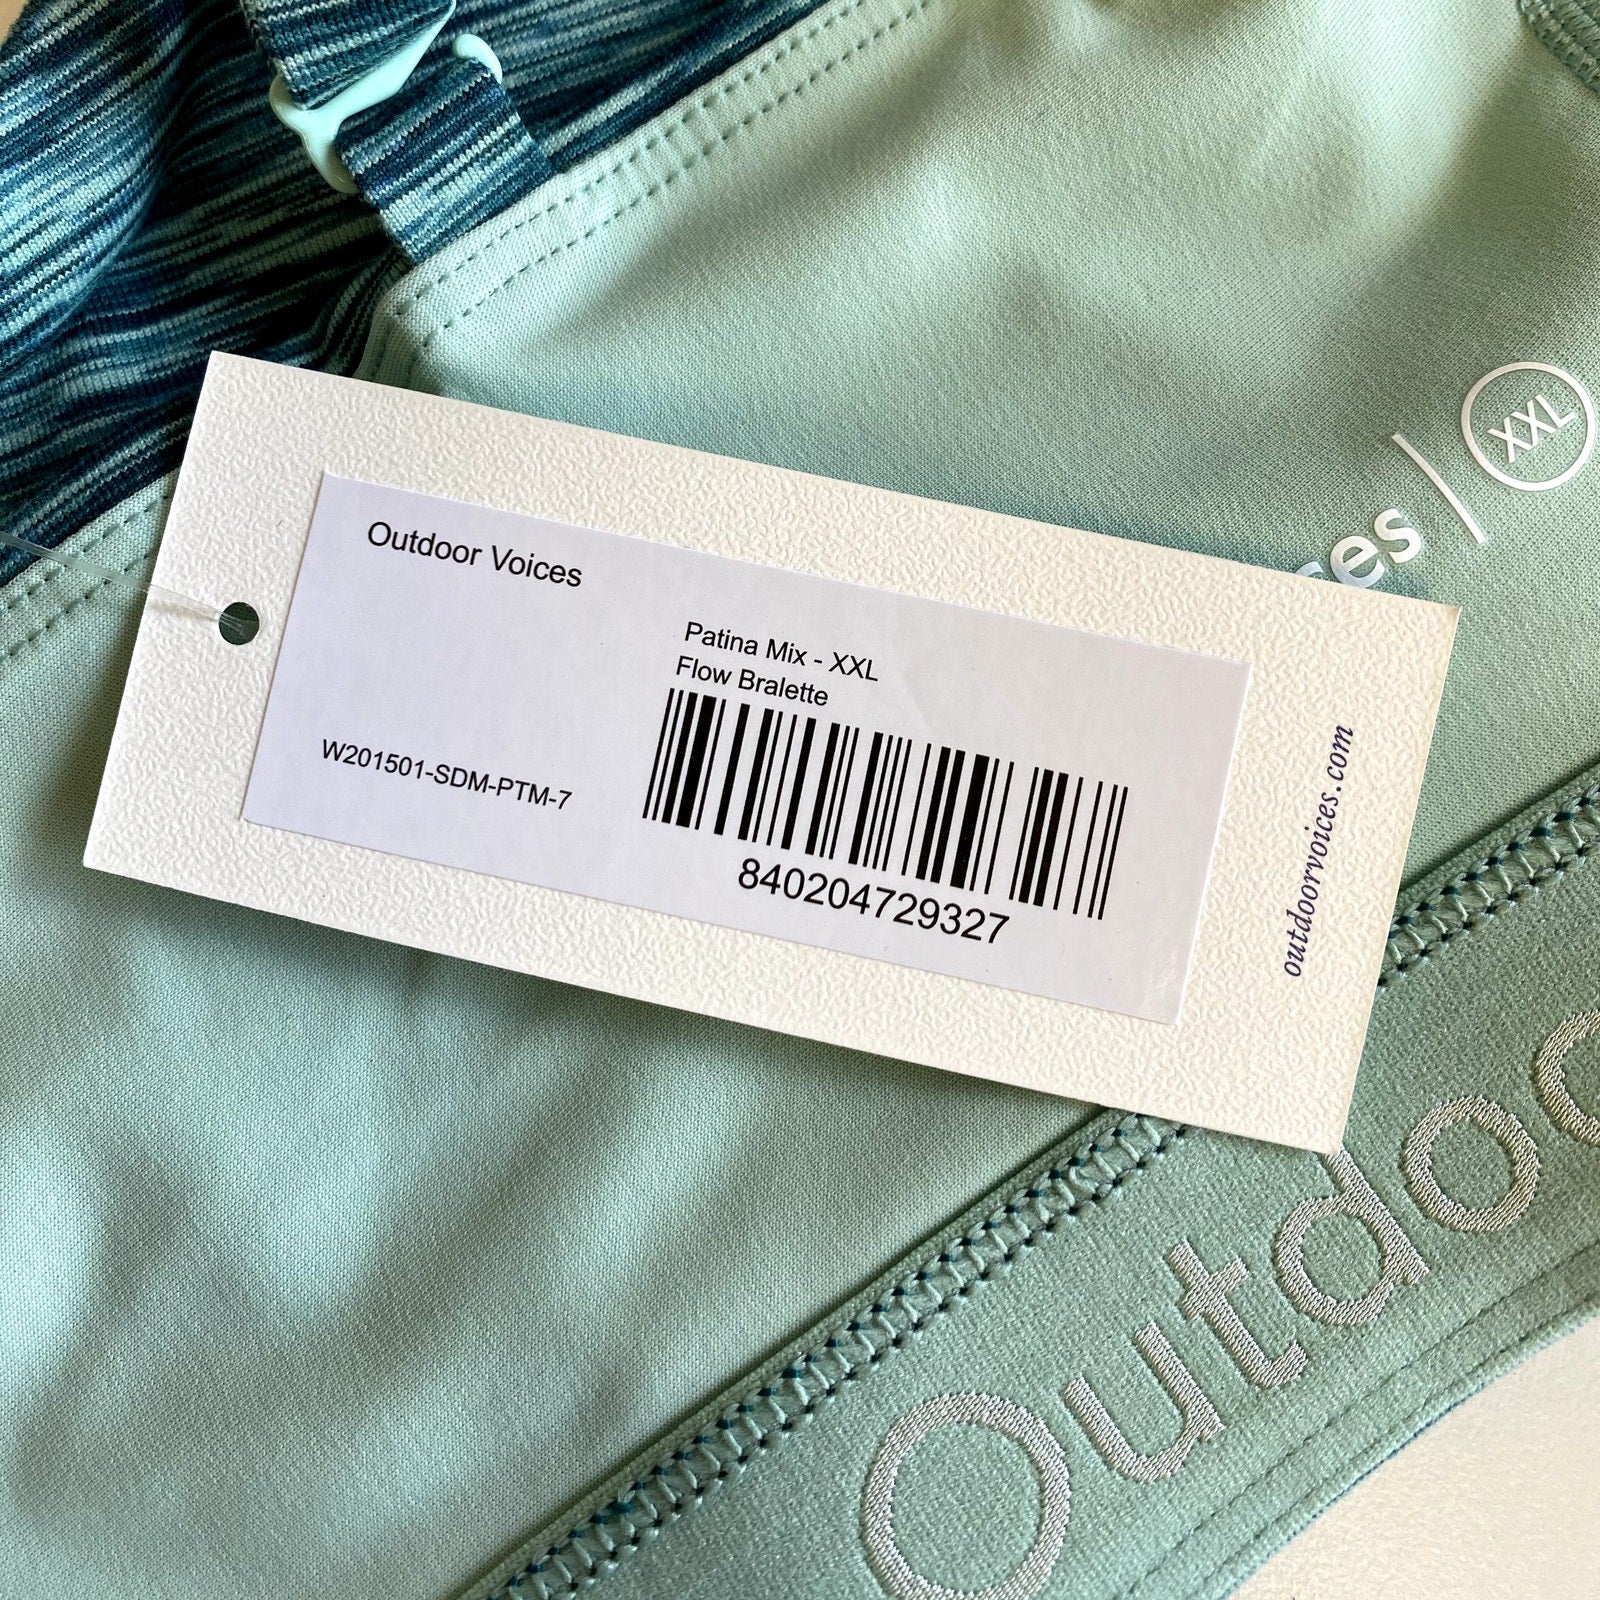 Outdoor Voices
Patina Mix - XXL
Flow Bralette
W201501-SDM-PTM-7
840204729327
outdoorvoices.com
ces | XXL
Outdoo